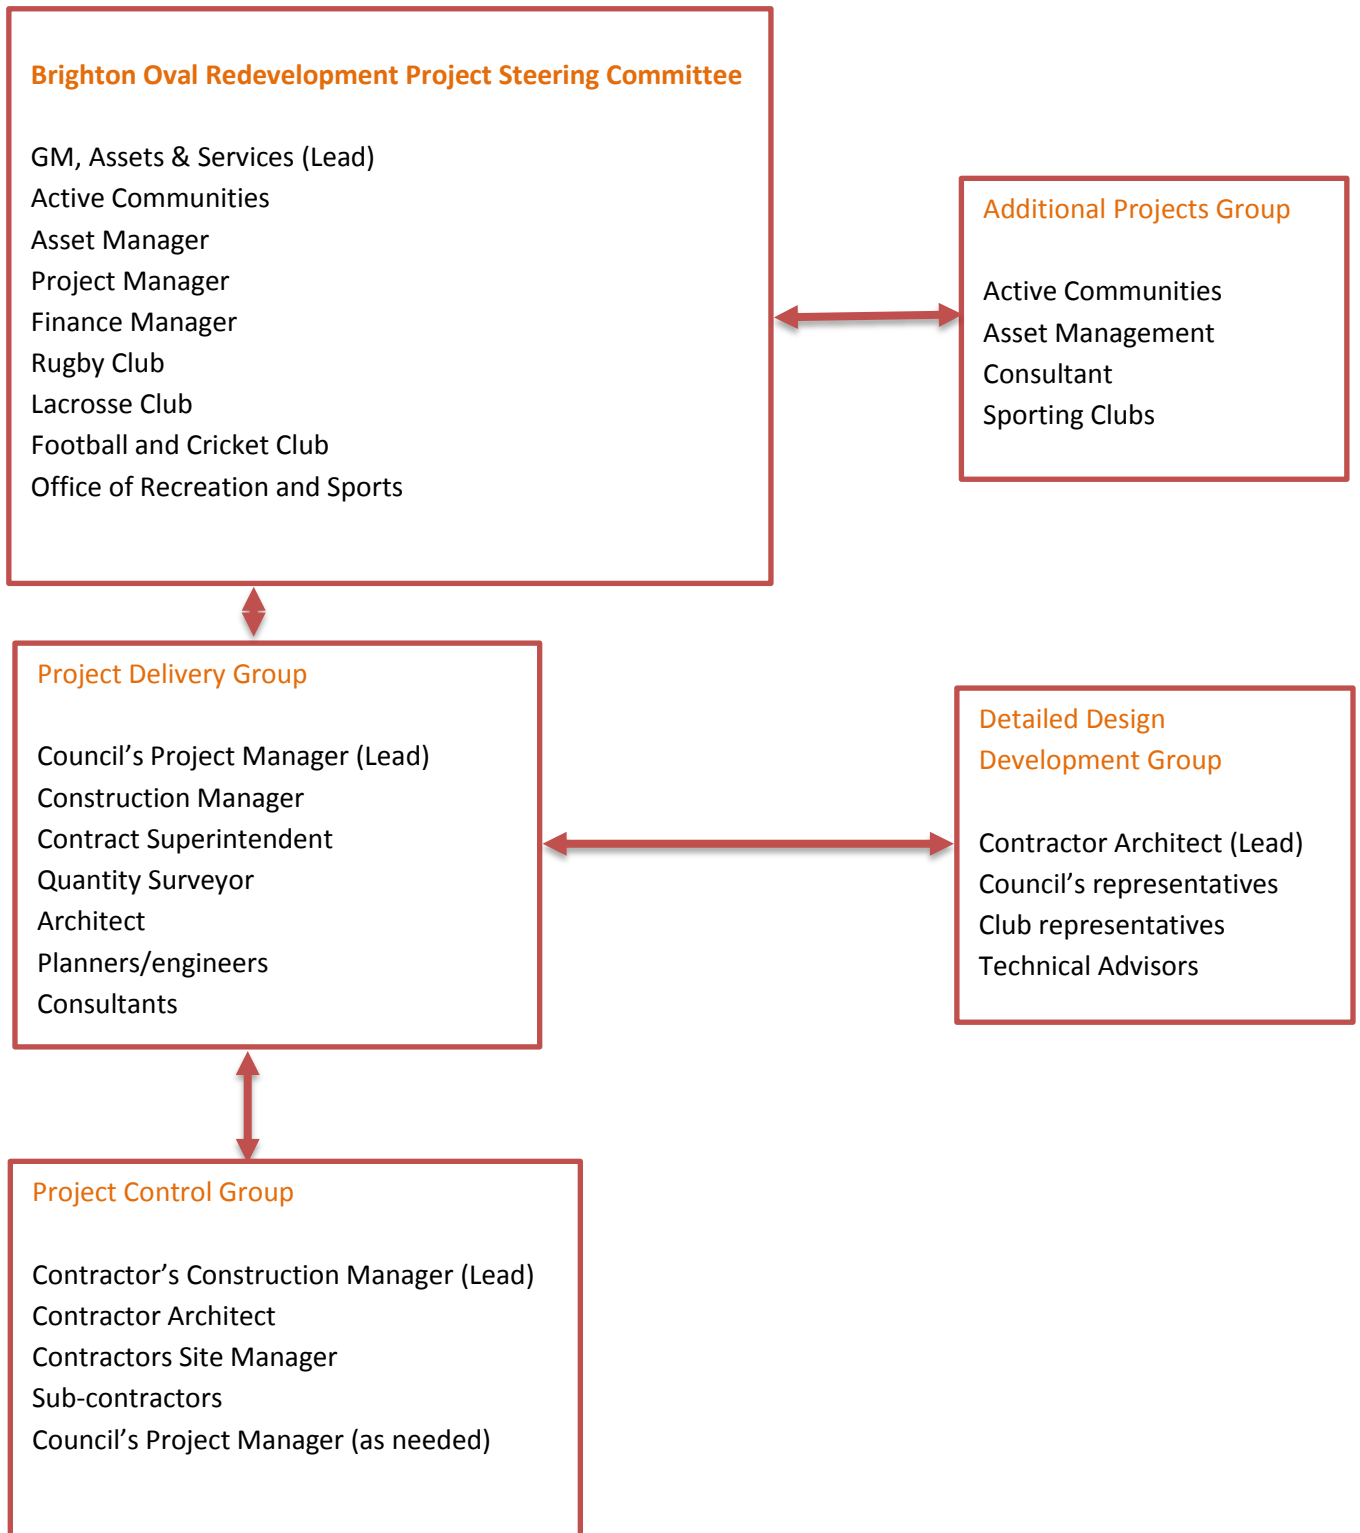 Brighton Oval Redevelopment Project Steering Committee
GM, Assets & Services (Lead)
Active Communities
Asset Manager
Project Manager
Finance Manager
Rugby Club
Lacrosse Club
Football and Cricket Club
Office of Recreation and Sports
Additional Projects Group
Active Communities
Asset Management
Consultant
Sporting Clubs
Project Delivery Group
Council’s Project Manager (Lead)
Construction Manager
Contract Superintendent
Quantity Surveyor
Architect
Planners/engineers
Consultants
Detailed Design
Development Group
Contractor Architect (Lead)
Council’s representatives
Club representatives
Technical Advisors
Project Control Group
Contractor’s Construction Manager (Lead)
Contractor Architect
Contractors Site Manager
Sub-contractors
Council’s Project Manager (as needed)